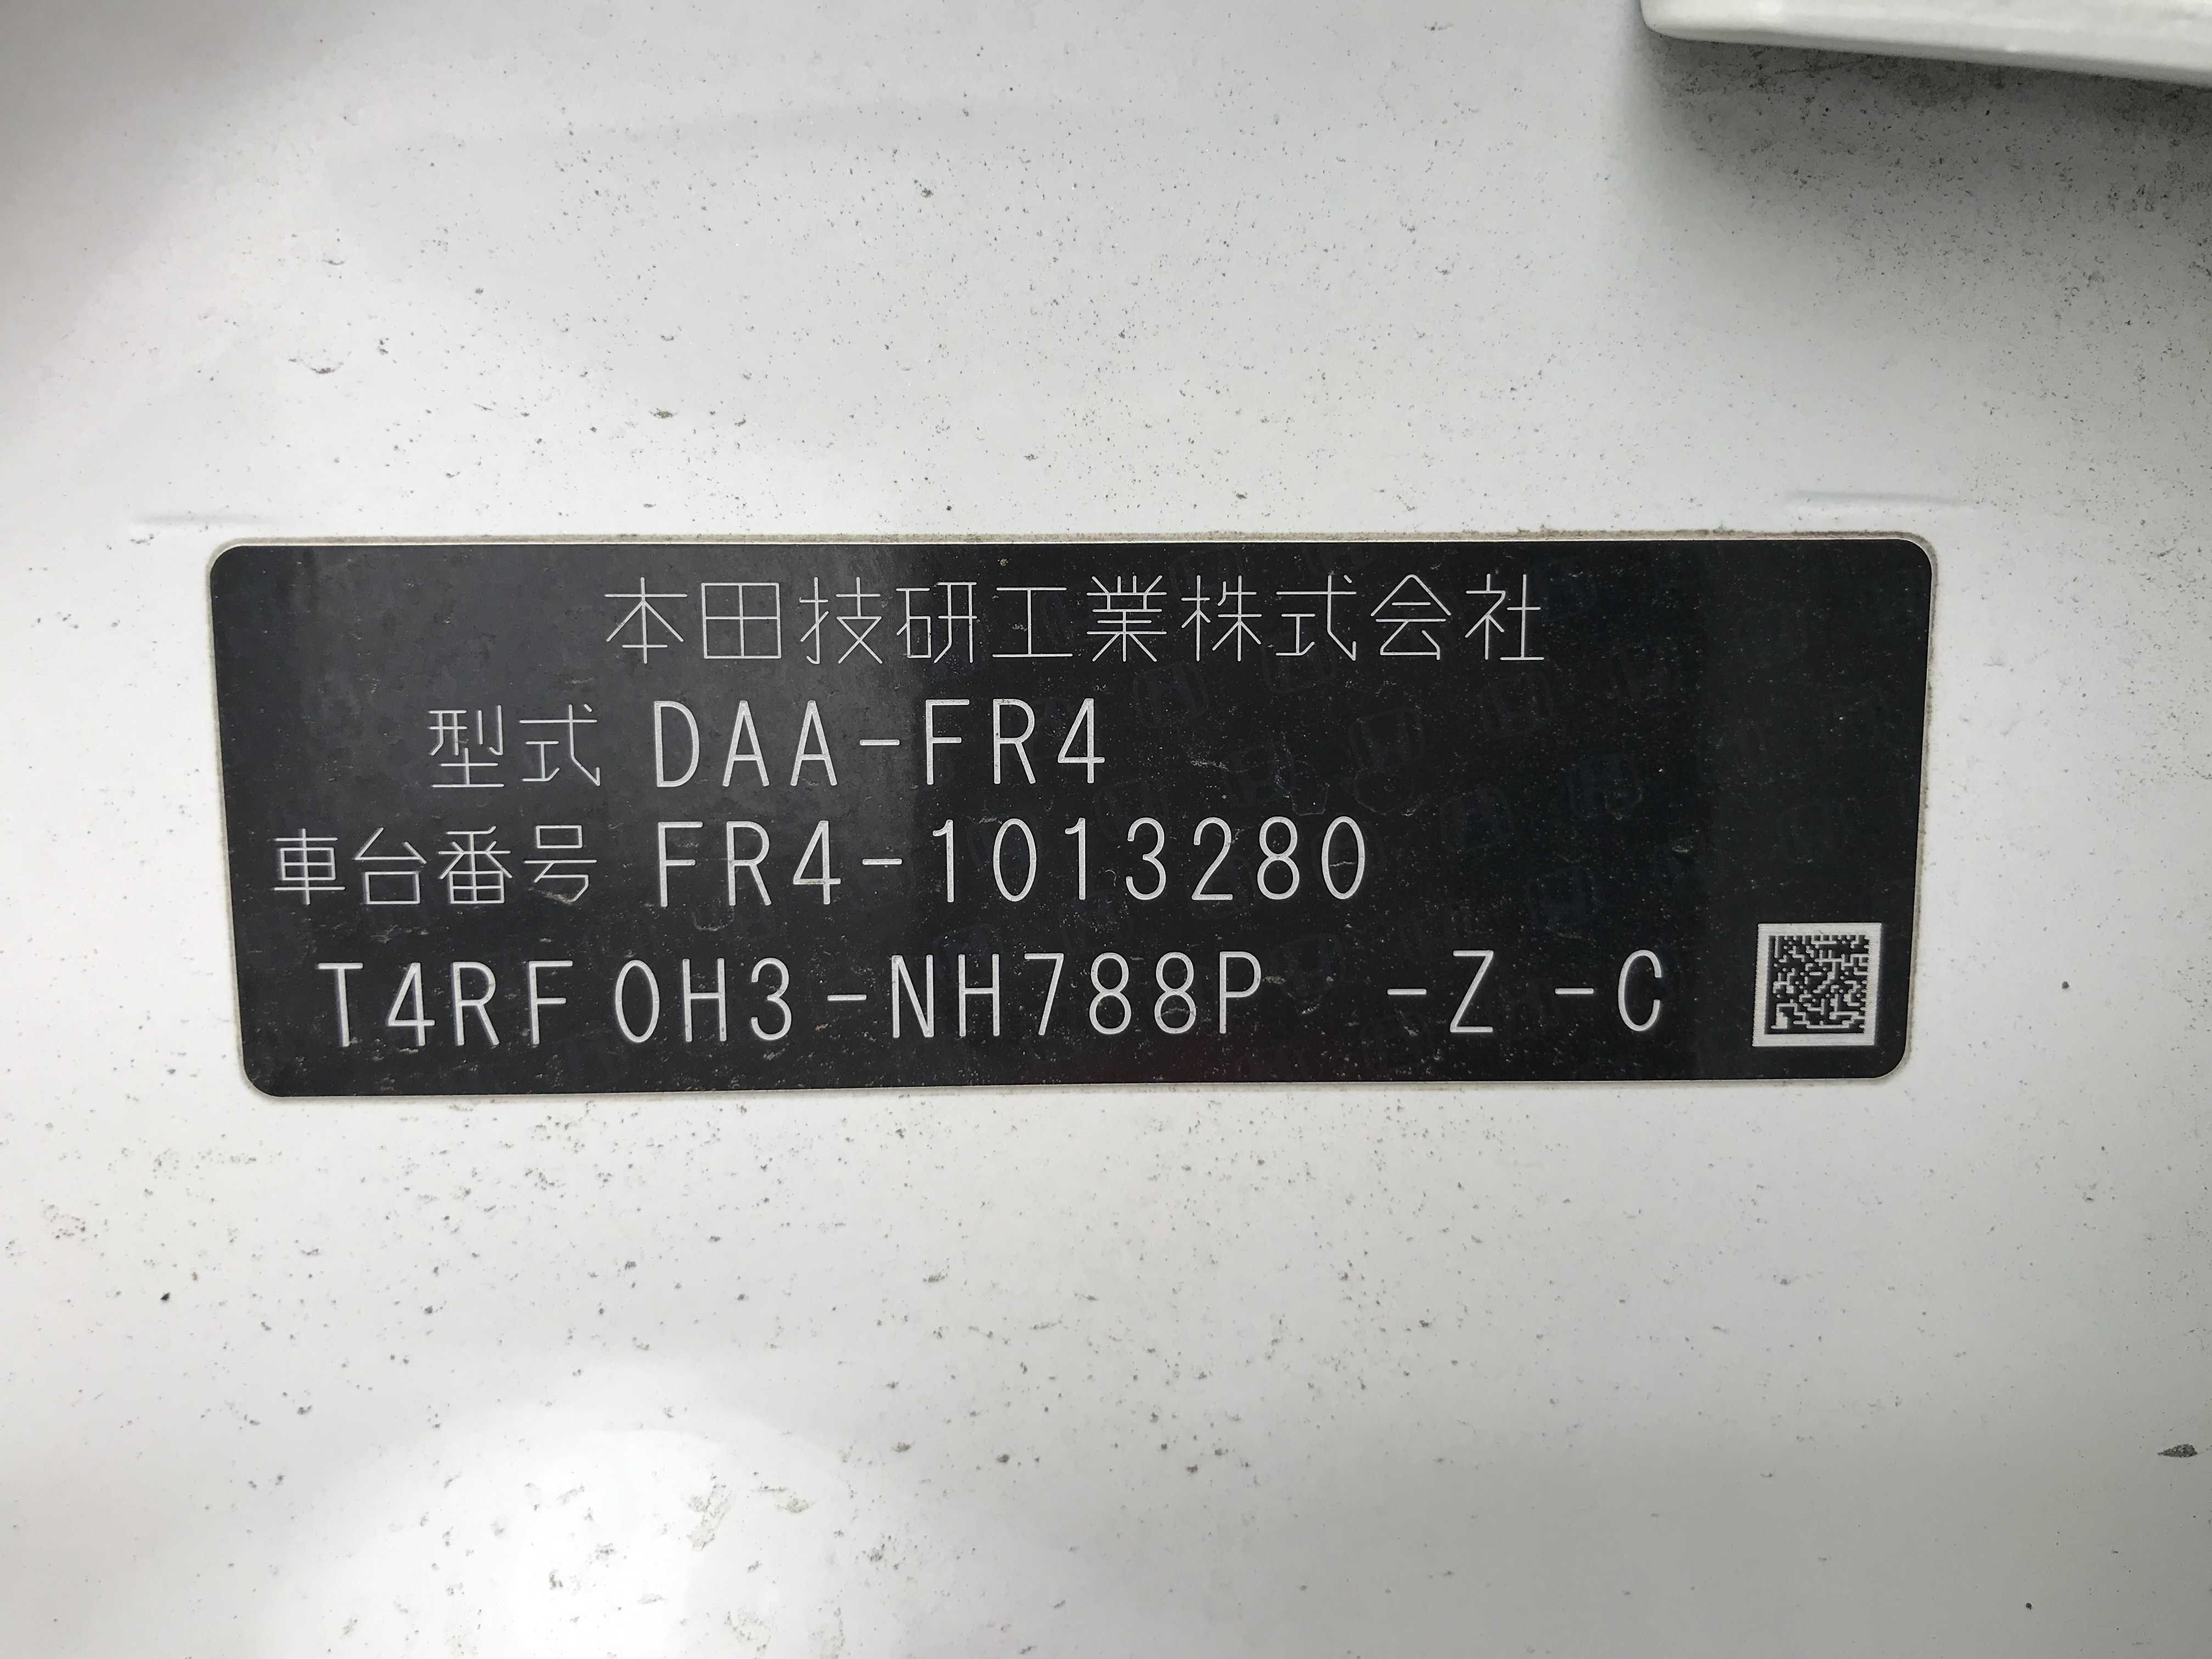 本田技研工業株式会社
型式 DAA-FR4
車台番号 FR4-1013280
T4RF0H3-NH788P -Z -C